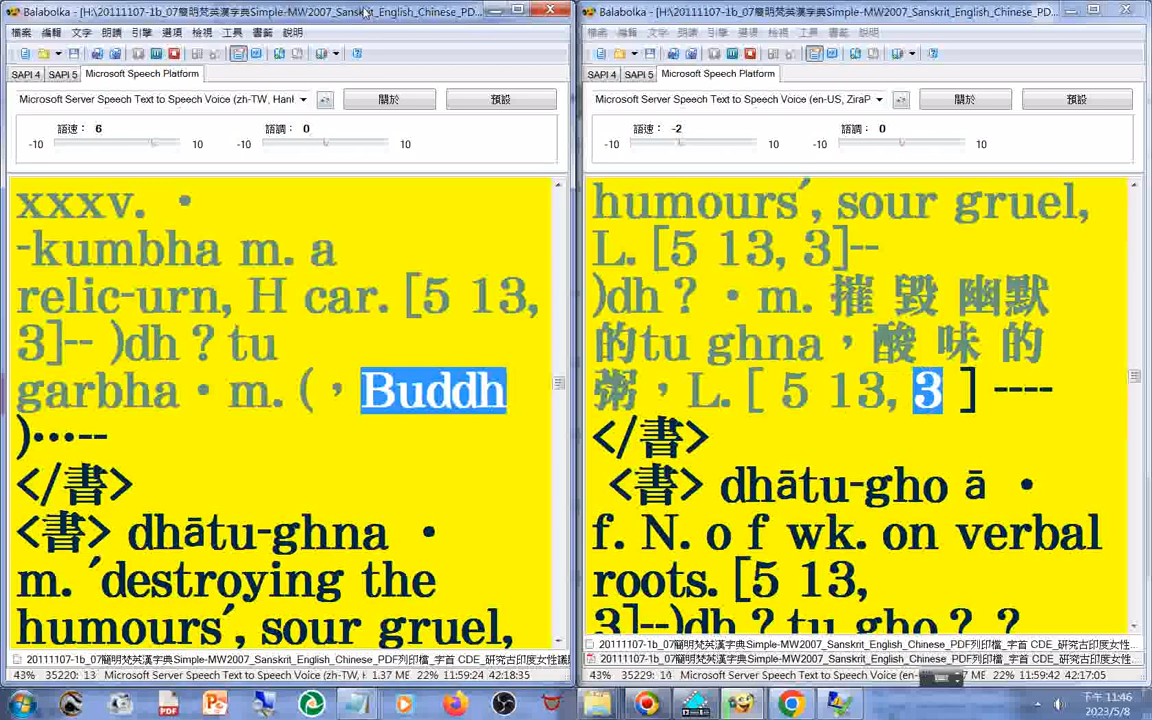 Balabolka - [H:\20111107-1b_07簡明梵英漢字典Simple-MW2007_Sanskrit_English_Chinese_PD...
檔案 編輯 文字 朗讀 引擎 選項 檢視 工具 書籤 說明
SAPI 4 SAPI 5 Microsoft Speech Platform
Microsoft Server Speech Text to Speech Voice (zh-TW, HanH
關於 預設
語速： 6 語調： 0
-10 10 -10 10
xxxv. •
-kumbha m. a
relic-urn, H car. [5 13,
3]-- )dh ? tu
garbha • m. ( , Buddh
)•••--
</書>
<書> dhātu-ghna •
m. ´destroying the
humours´, sour gruel,
20111107-1b_07簡明梵英漢字典Simple-MW2007_Sanskrit_English_Chinese_PDF列印檔_字首 CDE_研究古印度女性議
43% 35220: 13 Microsoft Server Speech Text to Speech Voice (zh-TW, H 1.37 ME 22% 11:59:24 42:18:35
Balabolka - [H:\20111107-1b_07簡明梵英漢字典Simple-MW2007_Sanskrit_English_Chinese_PD...
檔案 編輯 文字 朗讀 引擎 選項 檢視 工具 書籤 說明
SAPI 4 SAPI 5 Microsoft Speech Platform
Microsoft Server Speech Text to Speech Voice (en-US, ZiraP
關於 預設
語速： -2 語調： 0
-10 10 -10 10
humours´, sour gruel,
L. [5 13, 3]--
)dh ? • m. 摧 毀 幽默
的tu ghna，酸 味 的
粥，L. [ 5 13, 3 ] ----
</書>
<書> dhātu-gho ā •
f. N. o f wk. on verbal
roots. [5 13,
3]--)dh ? tu gho ? ?
20111107-1b_07簡明梵英漢字典Simple-MW2007_Sanskrit_English_Chinese_PDF列印檔_字首 CDE_研究古印度女性
20111107-1b_07簡明梵英漢字典Simple-MW2007_Sanskrit_English_Chinese_PDF列印檔_字首 CDE_研究古印度女性
43% 35229: 14 Microsoft Server Speech Text to Speech Voice (en- 1.37 ME 22% 11:59:42 42:17:05
下午 11:46
2023/5/8